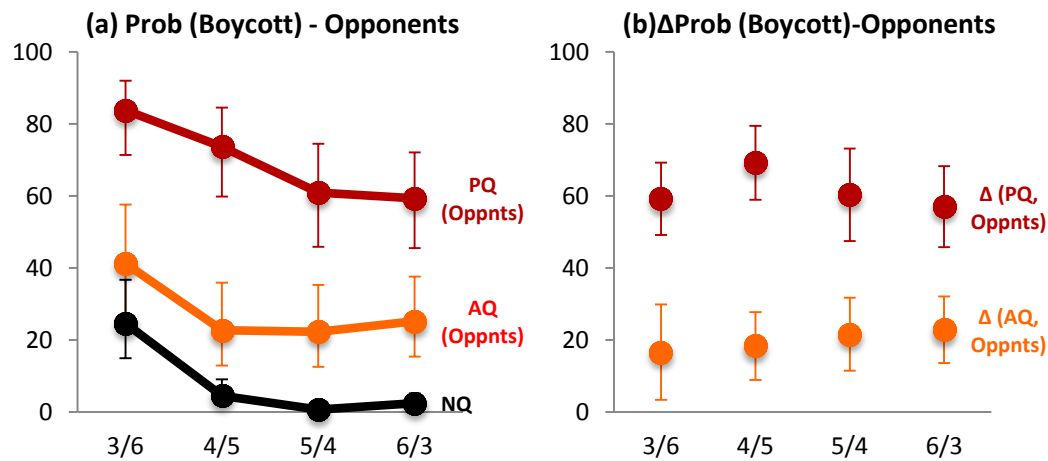 (a) Prob (Boycott) - Opponents
100
80
60
40
20
0
3/6 4/5 5/4 6/3
PQ
(Oppnts)
AQ
(Oppnts)
NQ
(b)ΔProb (Boycott)-Opponents
100
80
60
40
20
0
3/6 4/5 5/4 6/3
Δ (PQ,
Oppnts)
Δ (AQ,
Oppnts)